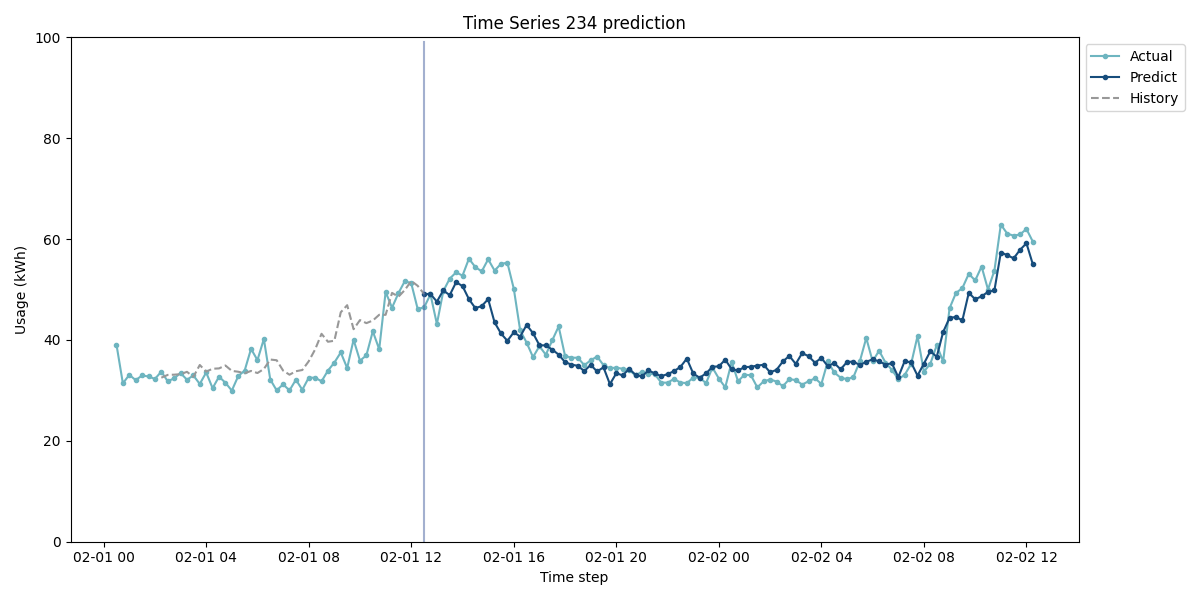 Time Series 234 prediction
100
80
60
40
20
0
Usage (kWh)
02-01 00 02-01 04 02-01 08 02-01 12 02-01 16 02-01 20 02-02 00 02-02 04 02-02 08 02-02 12
Time step
Actual
Predict
History